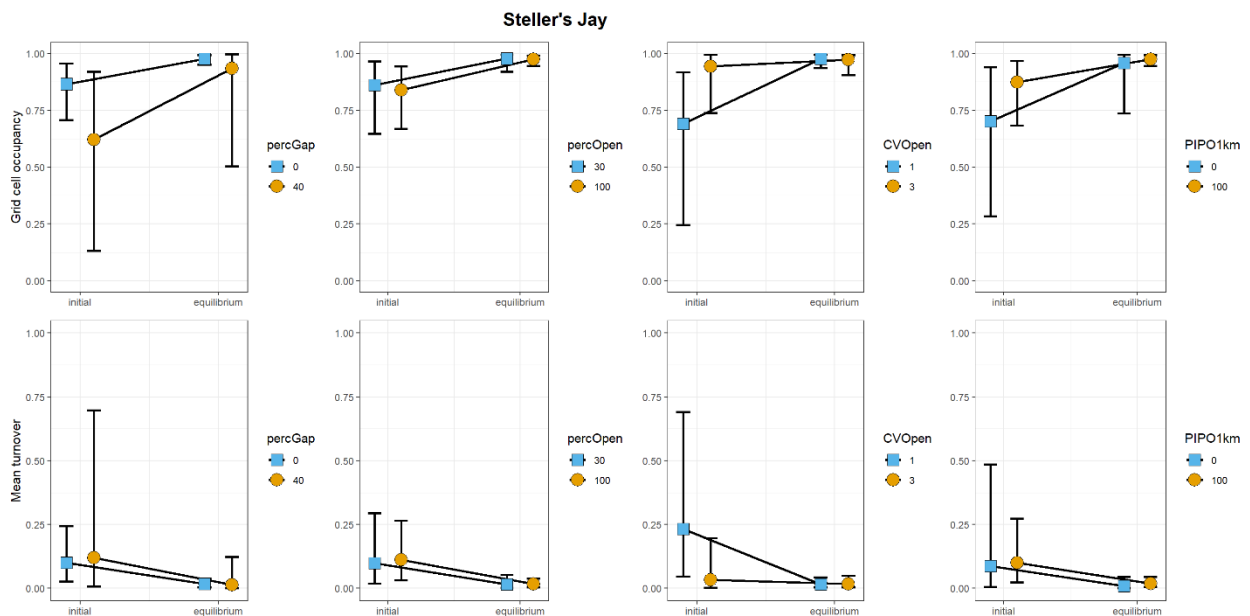 Steller's Jay
Grid cell occupancy
1.00
0.75
0.50
0.25
0.00
initial
equilibrium
percGap
0
40
1.00
0.75
0.50
0.25
0.00
initial
equilibrium
percOpen
30
100
1.00
0.75
0.50
0.25
0.00
initial
equilibrium
CVOpen
1
3
1.00
0.75
0.50
0.25
0.00
initial
equilibrium
PIPO1km
0
100
Mean turnover
1.00
0.75
0.50
0.25
0.00
initial
equilibrium
percGap
0
40
1.00
0.75
0.50
0.25
0.00
initial
equilibrium
percOpen
30
100
1.00
0.75
0.50
0.25
0.00
initial
equilibrium
CVOpen
1
3
1.00
0.75
0.50
0.25
0.00
initial
equilibrium
PIPO1km
0
100